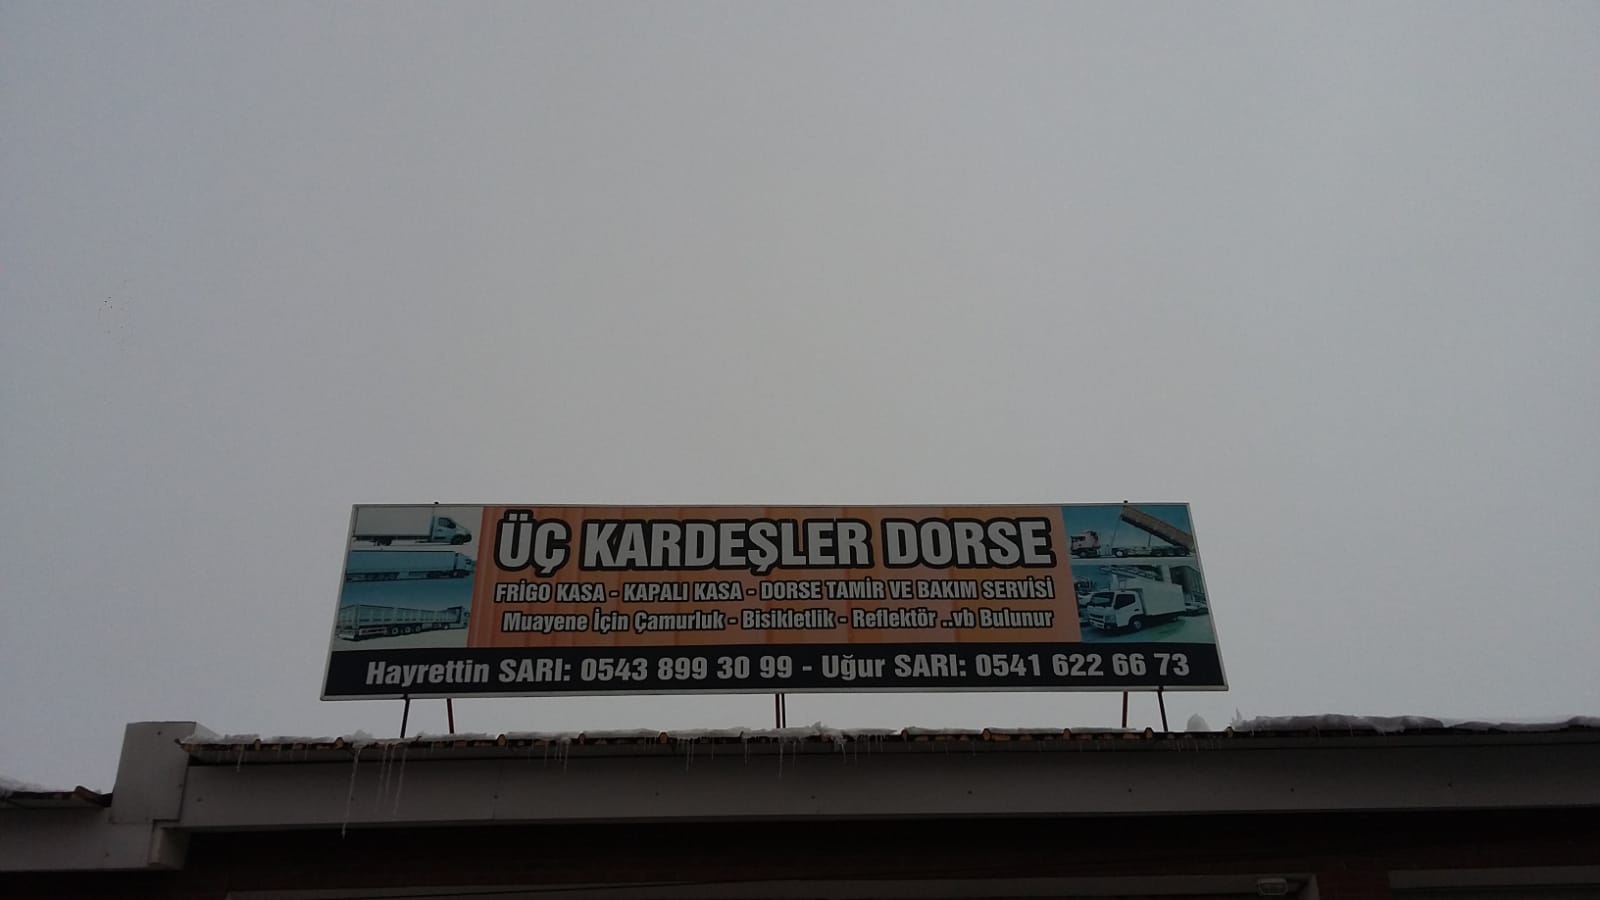 ÜÇ KARDEŞLER DORSE
FRİGO KASA - KAPALI KASA - DORSE TAMİR VE BAKIM SERVİSİ
Muayene İçin Çamurluk - Bisikletlik - Reflektör ..vb Bulunur
Hayrettin SARI: 0543 899 30 99 - Uğur SARI: 0541 622 66 73